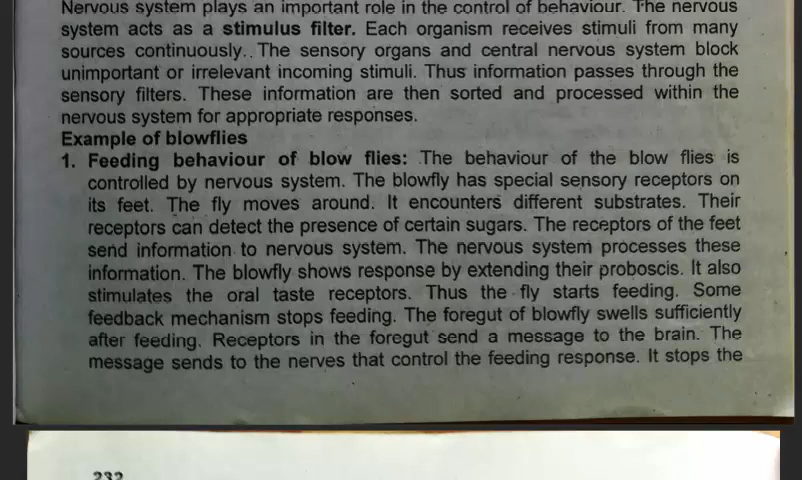 Nervous system plays an important role in the control of behaviour. The nervous
system acts as a stimulus filter. Each organism receives stimuli from many
sources continuously.. The sensory organs and central nervous system block
unimportant or irrelevant incoming stimuli. Thus information passes through the
sensory filters. These information are then sorted and processed within the
nervous system for appropriate responses.
Example of blowflies
1. Feeding behaviour of blow flies: The behaviour of the blow flies is
controlled by nervous system. The blowfly has special sensory receptors on
its feet. The fly moves around. It encounters different substrates. Their
receptors can detect the presence of certain sugars. The receptors of the feet
send information to nervous system. The nervous system processes these
information. The blowfly shows response by extending their proboscis. It also
stimulates the oral taste receptors. Thus the fly starts feeding. Some
feedback mechanism stops feeding. The foregut of blowfly swells sufficiently
after feeding. Receptors in the foregut send a message to the brain. The
message sends to the nerves that control the feeding response. It stops the
232